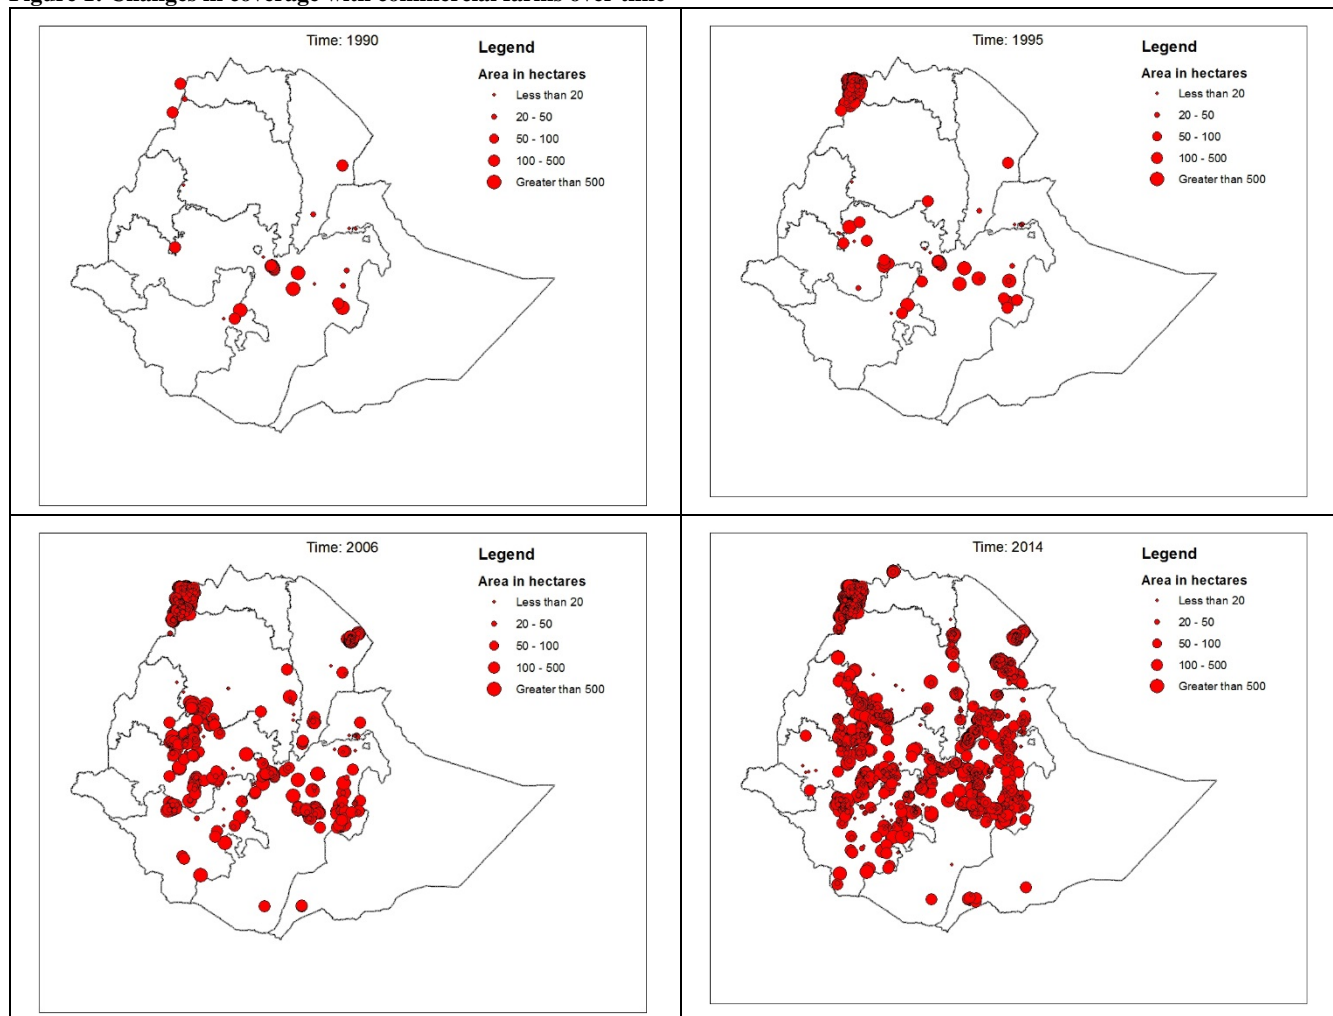 Time: 1990
Legend
Area in hectares
Less than 20
20 - 50
50 - 100
100 - 500
Greater than 500
Time: 1995
Legend
Area in hectares
Less than 20
20 - 50
50 - 100
100 - 500
Greater than 500
Time: 2006
Legend
Area in hectares
Less than 20
20 - 50
50 - 100
100 - 500
Greater than 500
Time: 2014
Legend
Area in hectares
Less than 20
20 - 50
50 - 100
100 - 500
Greater than 500